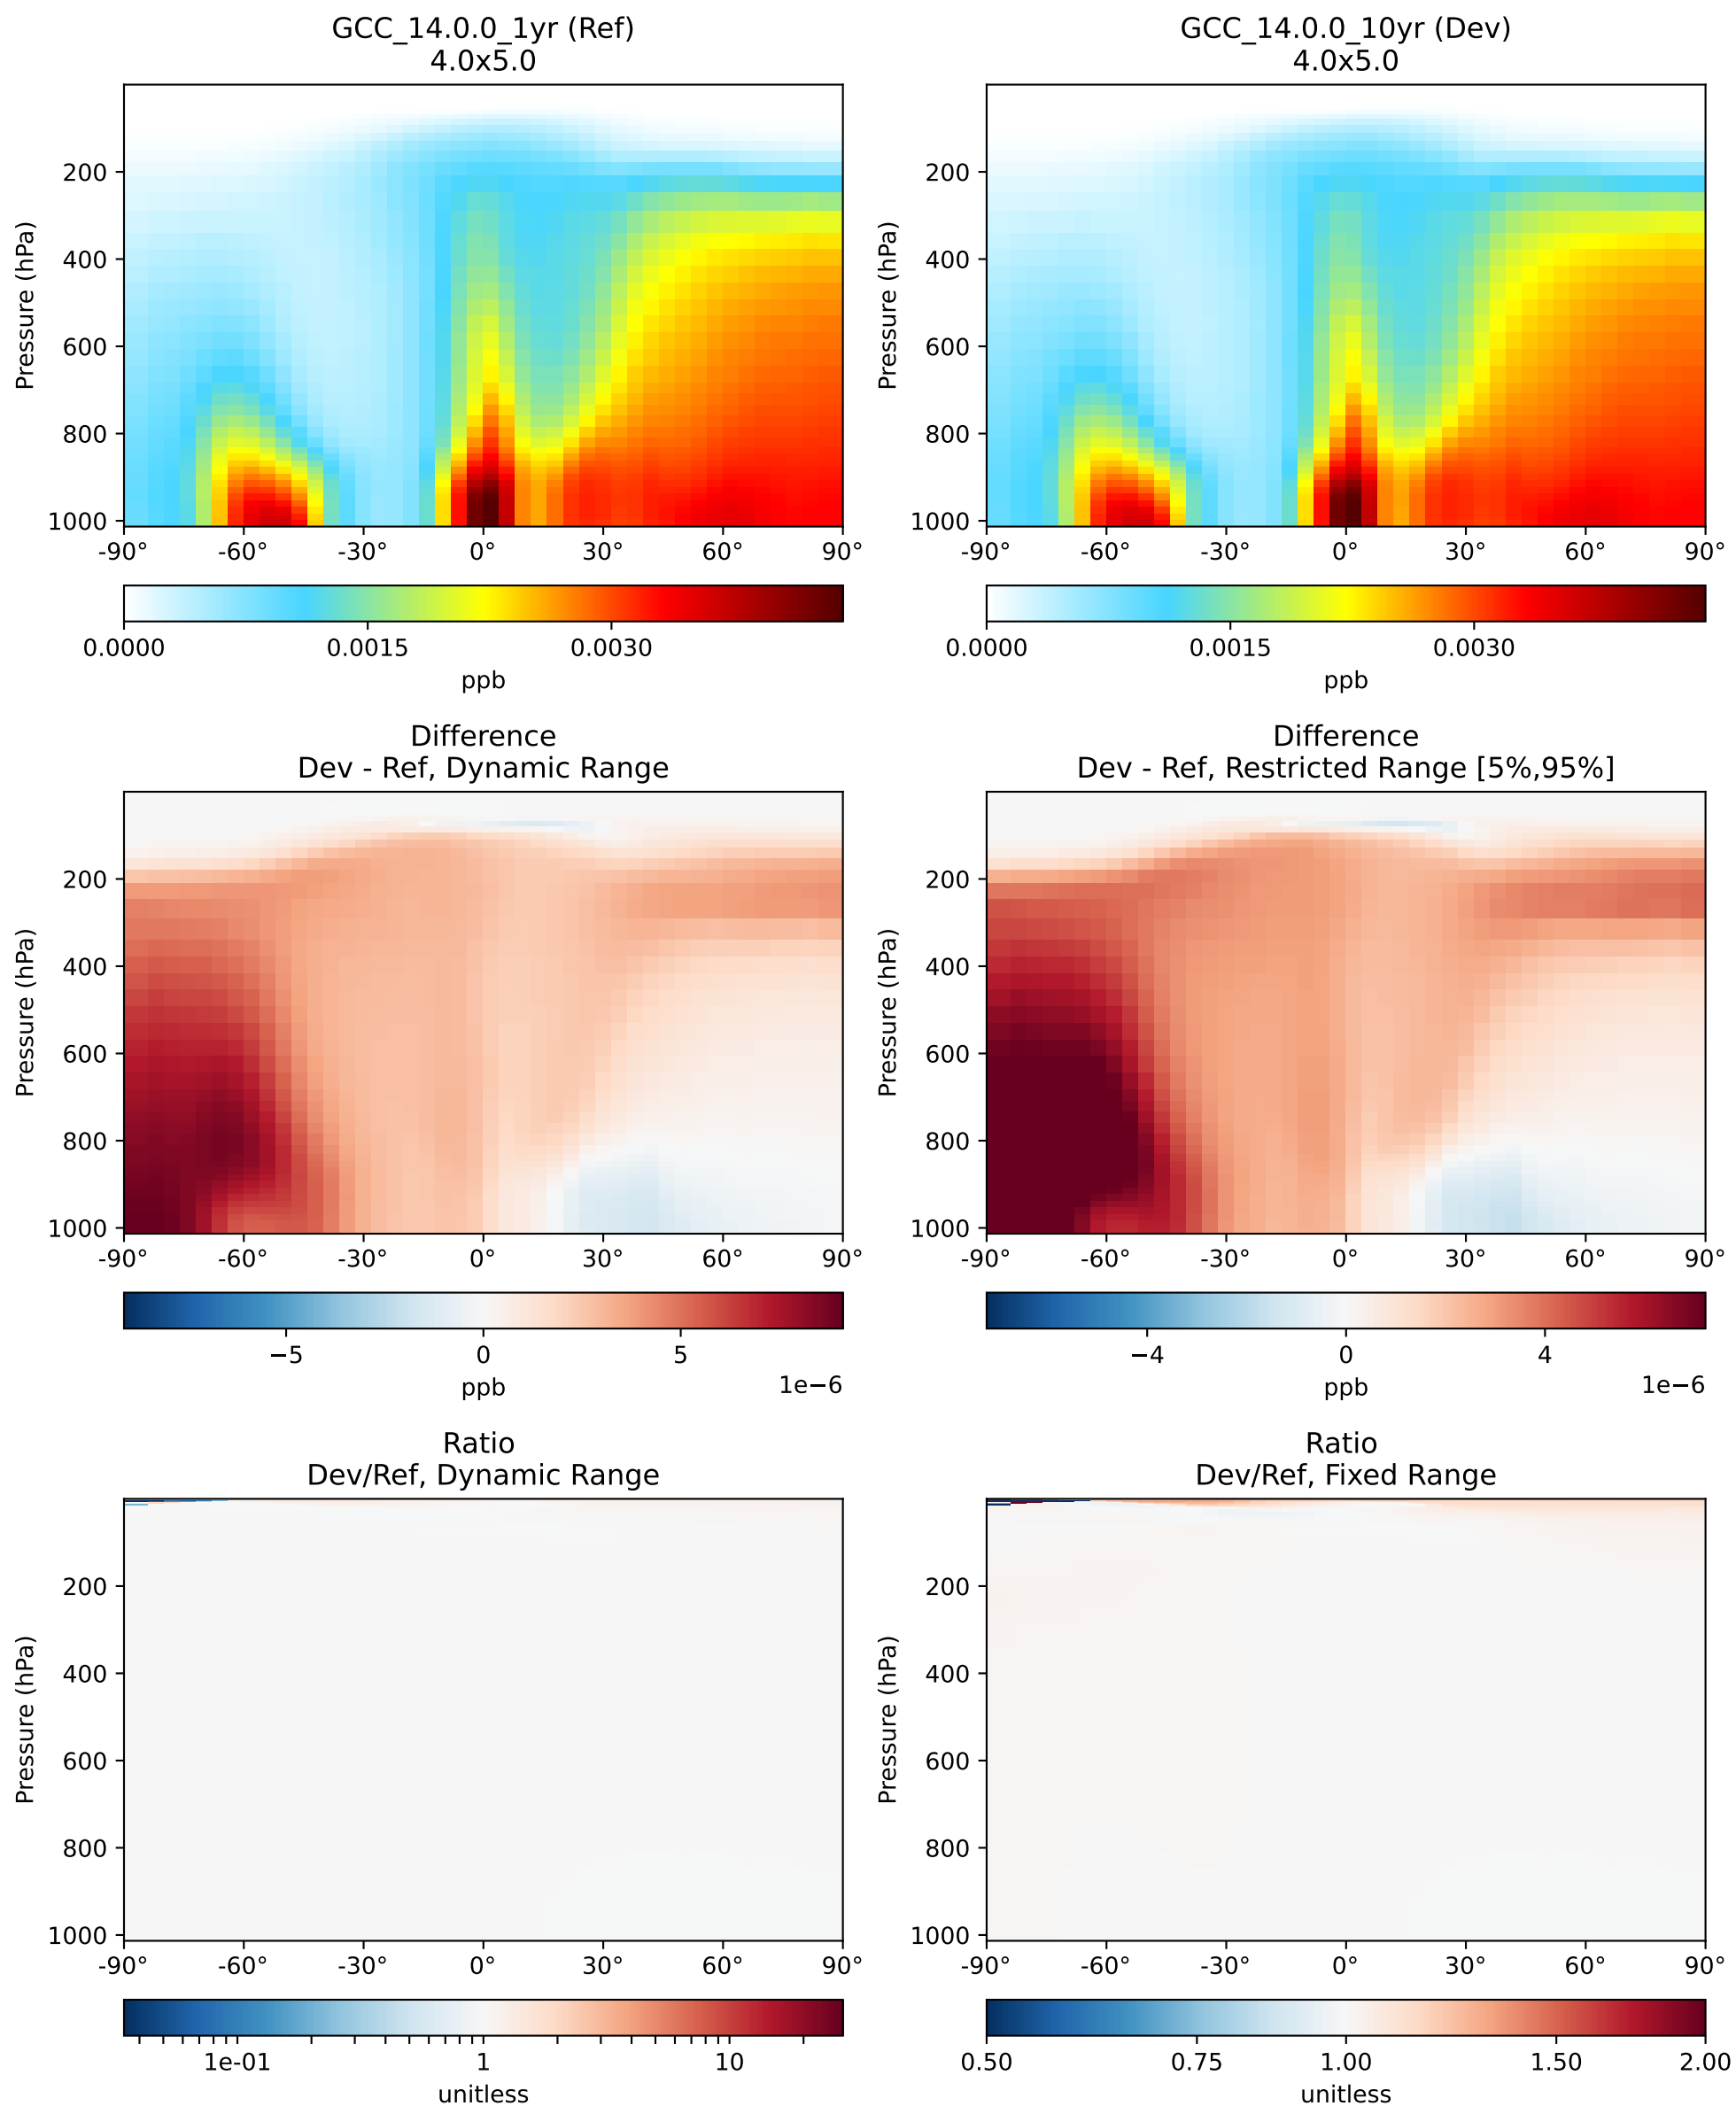 GCC_14.0.0_1yr (Ref)
4.0x5.0
Pressure (hPa)
200
400
600
800
1000
-90° -60° -30° 0° 30° 60° 90°
0.0000 0.0015 0.0030
ppb
GCC_14.0.0_10yr (Dev)
4.0x5.0
Pressure (hPa)
200
400
600
800
1000
-90° -60° -30° 0° 30° 60° 90°
0.0000 0.0015 0.0030
ppb
Difference
Dev - Ref, Dynamic Range
Pressure (hPa)
200
400
600
800
1000
-90° -60° -30° 0° 30° 60° 90°
−5 0 5
ppb 1e−6
Difference
Dev - Ref, Restricted Range [5%,95%]
Pressure (hPa)
200
400
600
800
1000
-90° -60° -30° 0° 30° 60° 90°
−4 0 4
ppb 1e−6
Ratio
Dev/Ref, Dynamic Range
Pressure (hPa)
200
400
600
800
1000
-90° -60° -30° 0° 30° 60° 90°
1e-01 1 10
unitless
Ratio
Dev/Ref, Fixed Range
Pressure (hPa)
200
400
600
800
1000
-90° -60° -30° 0° 30° 60° 90°
0.50 0.75 1.00 1.50 2.00
unitless